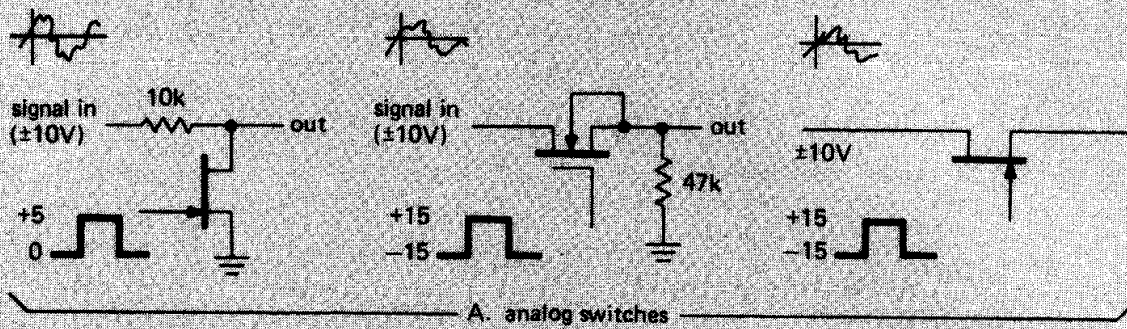 signal in
(±10V)
10k
out
+5
0
signal in
(±10V)
out
47k
+15
−15
±10V
+15
−15
A. analog switches